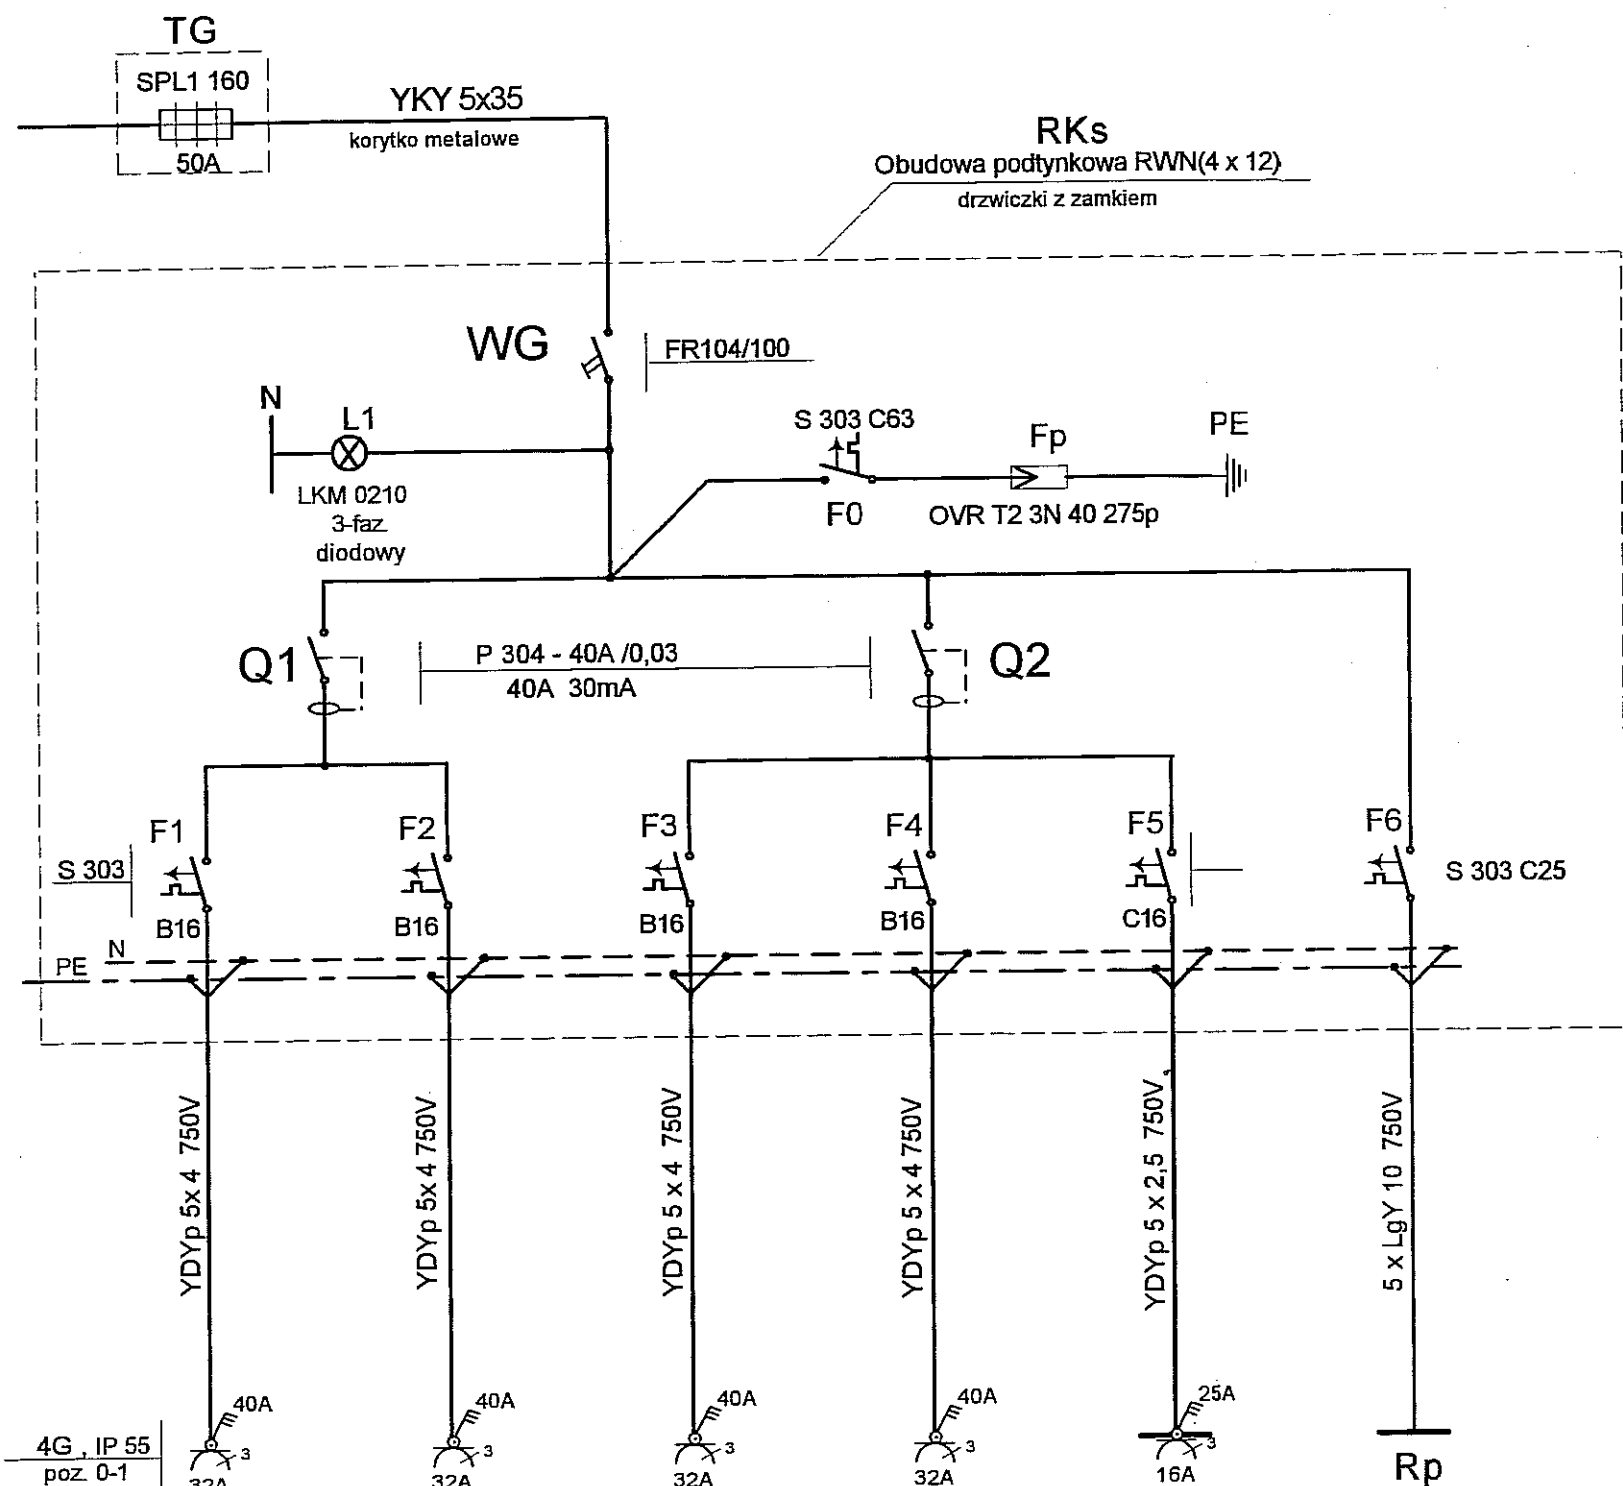 TG
SPL1 160
50A
YKY 5x35
korytko metalowe
RKs
Obudowa podtynkowa RWN(4 x 12)
drzwiczki z zamkiem
WG
FR104/100
N
L1
LKM 0210
3-faz.
diodowy
S 303 C63
F0
Fp
OVR T2 3N 40 275p
PE
Q1
P 304 - 40A /0,03
40A 30mA
Q2
F1
F2
F3
F4
F5
F6
S 303
S 303 C25
B16
B16
B16
B16
C16
N
PE
YDYp 5x 4 750V
YDYp 5x 4 750V
YDYp 5 x 4 750V
YDYp 5 x 4 750V
YDYp 5 x 2,5 750V
5 x LgY 10 750V
40A
40A
40A
40A
25A
4G , IP 55
poz. 0-1
3
3
3
3
3
32A
32A
32A
32A
16A
Rp